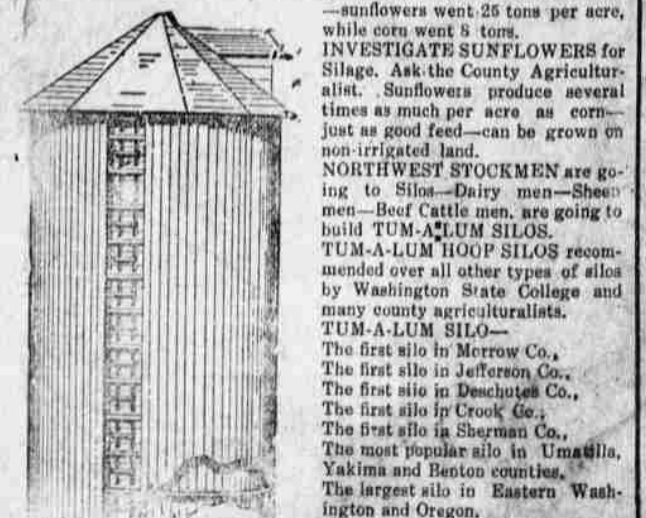 —sunflowers went 25 tons per acre,
while corn went 8 tons.
INVESTIGATE SUNFLOWERS for
Silage. Ask the County Agricultur-
alist. Sunflowers produce several
times as much per acre as corn—
just as good feed—can be grown on
non-irrigated land.
NORTHWEST STOCKMEN are go-
ing to Silos—Dairy men—Sheep
men—Beef Cattle men, are going to
build TUM-A-LUM SILOS.
TUM-A-LUM HOOP SILOS recom-
mended over all other types of silos
by Washington State College and
many county agriculturalists.
TUM-A-LUM SILO—
The first silo in Morrow Co.,
The first silo in Jefferson Co.,
The first silo in Deschutes Co.,
The first silo in Crook Co.,
The first silo in Sherman Co.,
The most popular silo in Umatilla,
Yakima and Benton counties,
The largest silo in Eastern Wash-
ington and Oregon.